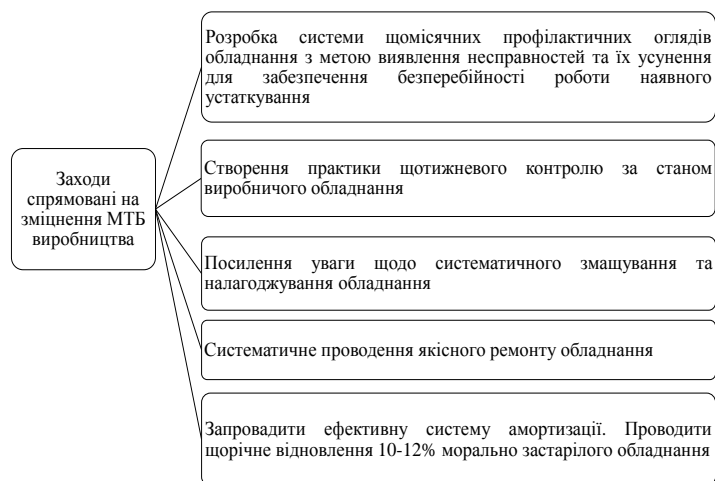 Розробка системи щомісячних профілактичних оглядів
обладнання з метою виявлення несправностей та їх усунення
для забезпечення безперебійності роботи наявного
устаткування
Заходи
спрямовані на
зміцнення МТБ
виробництва
Створення практики щотижневого контролю за станом
виробничого обладнання
Посилення уваги щодо систематичного змащування та
налагоджування обладнання
Систематичне проведення якісного ремонту обладнання
Запровадити ефективну систему амортизації. Проводити
щорічне відновлення 10-12% морально застарілого обладнання